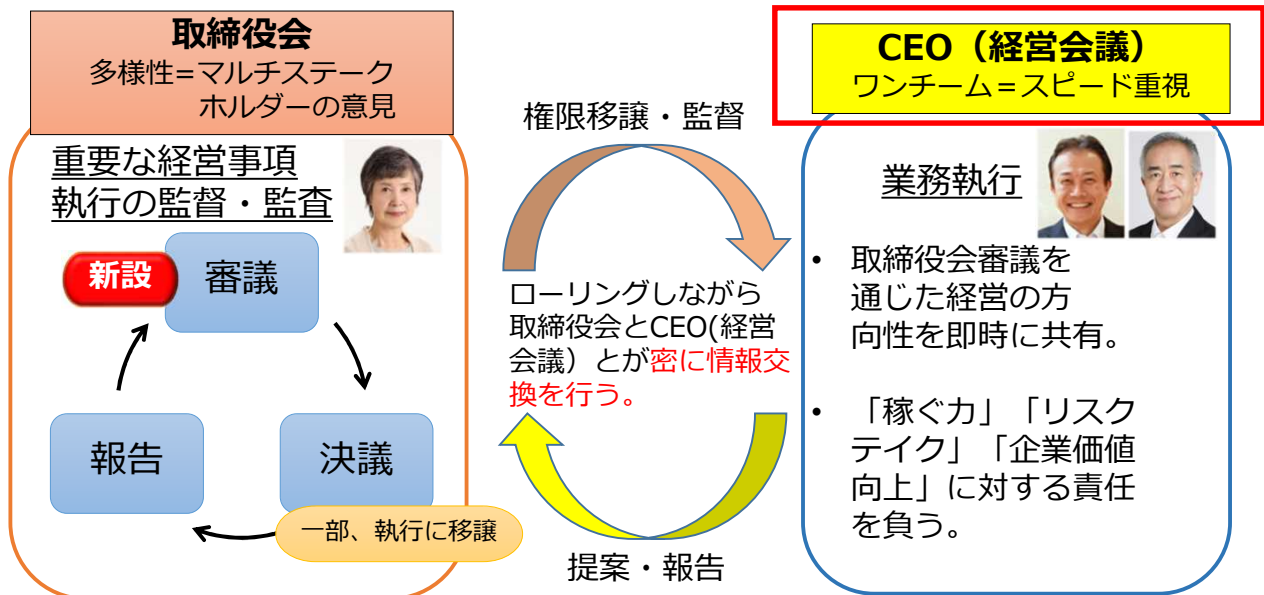 取締役会
多様性＝マルチステーク
ホルダーの意見
重要な経営事項
執行の監督・監査
新設
審議
報告
決議
一部、執行に移譲
権限移譲・監督
ローリングしながら
取締役会とCEO(経営
会議）とが密に情報交
換を行う。
提案・報告
CEO（経営会議）
ワンチーム＝スピード重視
業務執行
• 取締役会審議を
通じた経営の方
向性を即時に共有。
• 「稼ぐ力」「リスク
テイク」「企業価値
向上」に対する責任
を負う。